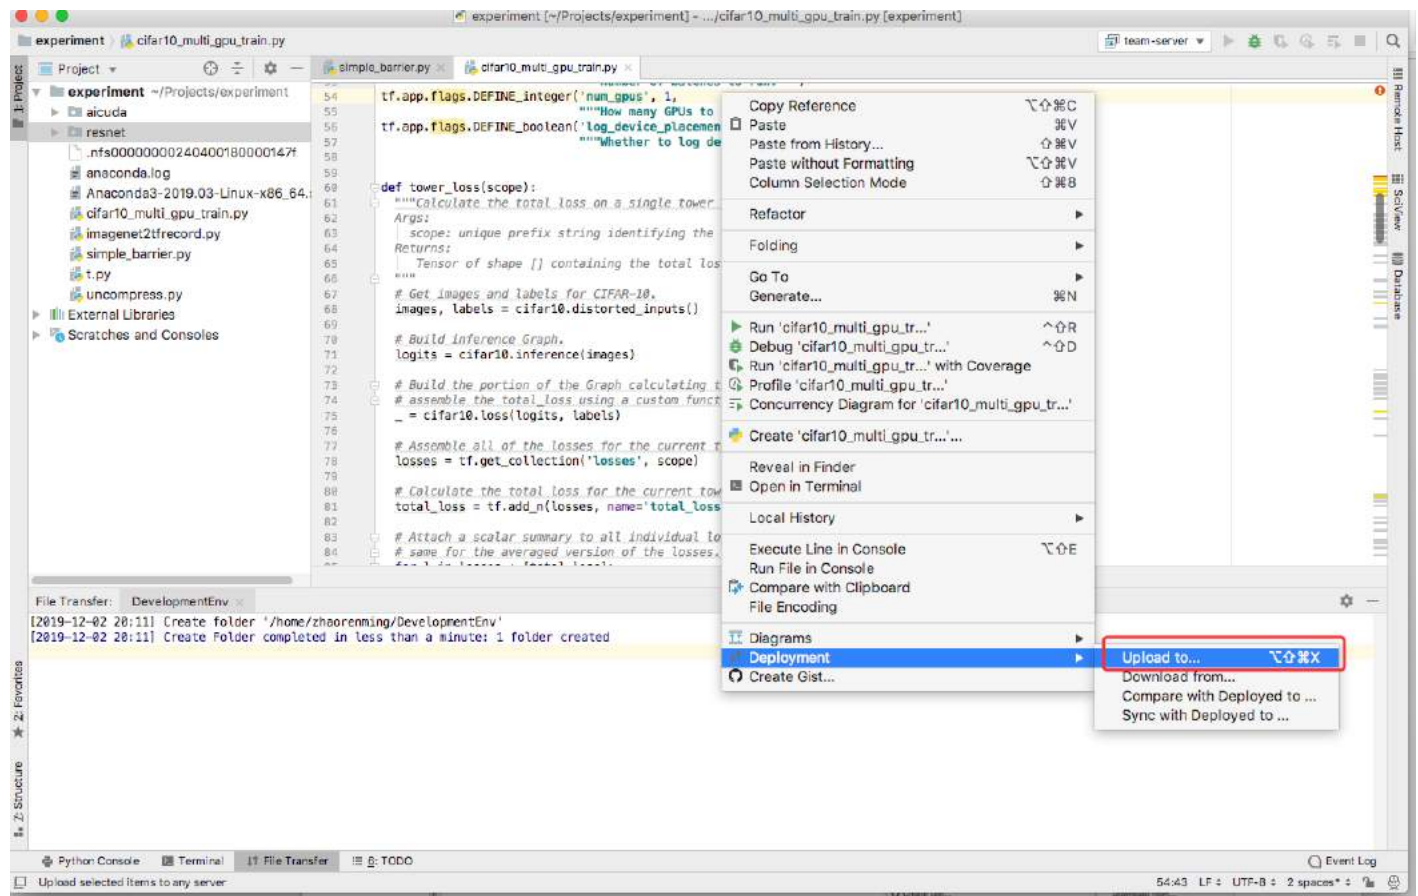 experiment [~/Projects/experiment] - .../cifar10_multi_gpu_train.py [experiment]
experiment
cifar10_multi_gpu_train.py
team-server
1: Project
Project
simple_barrier.py
cifar10_multi_gpu_train.py
experiment ~/Projects/experiment
aicuda
resnet
.nfs00000000240400180000147f
anaconda.log
Anaconda3-2019.03-Linux-x86_64.
cifar10_multi_gpu_train.py
imagenet2tfrecord.py
simple_barrier.py
t.py
uncompress.py
External Libraries
Scratches and Consoles
54 tf.app.flags.DEFINE_integer('num_gpus', 1,
55 """How many GPUs to
56 tf.app.flags.DEFINE_boolean('log_device_placemen
57 """Whether to log de
58
59
60 def tower_loss(scope):
61 """Calculate the total loss on a single tower
62 Args:
63 scope: unique prefix string identifying the
64 Returns:
65 Tensor of shape [] containing the total los
66 """
67 # Get images and labels for CIFAR-10.
68 images, labels = cifar10.distorted_inputs()
69
70 # Build inference Graph.
71 logits = cifar10.inference(images)
72
73 # Build the portion of the Graph calculating t
74 # assemble the total_loss using a custom funct
75 _ = cifar10.loss(logits, labels)
76
77 # Assemble all of the losses for the current t
78 losses = tf.get_collection('losses', scope)
79
80 # Calculate the total loss for the current tow
81 total_loss = tf.add_n(losses, name='total_loss
82
83 # Attach a scalar summary to all individual lo
84 # same for the averaged version of the losses.
Copy Reference ⌥⇧⌘C
Paste ⌘V
Paste from History... ⇧⌘V
Paste without Formatting ⌥⇧⌘V
Column Selection Mode ⇧⌘8
Refactor
Folding
Go To
Generate... ⌘N
Run 'cifar10_multi_gpu_tr...' ^⇧R
Debug 'cifar10_multi_gpu_tr...' ^⇧D
Run 'cifar10_multi_gpu_tr...' with Coverage
Profile 'cifar10_multi_gpu_tr...'
Concurrency Diagram for 'cifar10_multi_gpu_tr...'
Create 'cifar10_multi_gpu_tr...'...
Reveal in Finder
Open in Terminal
Local History
Execute Line in Console ⌥⇧E
Run File in Console
Compare with Clipboard
File Encoding
Diagrams
Deployment
Create Gist...
Upload to... ⌥⇧⌘X
Download from...
Compare with Deployed to ...
Sync with Deployed to ...
Remote Host
SciView
Database
File Transfer: DevelopmentEnv
[2019-12-02 20:11] Create folder '/home/zhaorenming/DevelopmentEnv'
[2019-12-02 20:11] Create Folder completed in less than a minute: 1 folder created
2: Favorites
Z: Structure
Python Console
Terminal
File Transfer
6: TODO
Event Log
Upload selected items to any server
54:43 LF UTF-8 2 spaces*